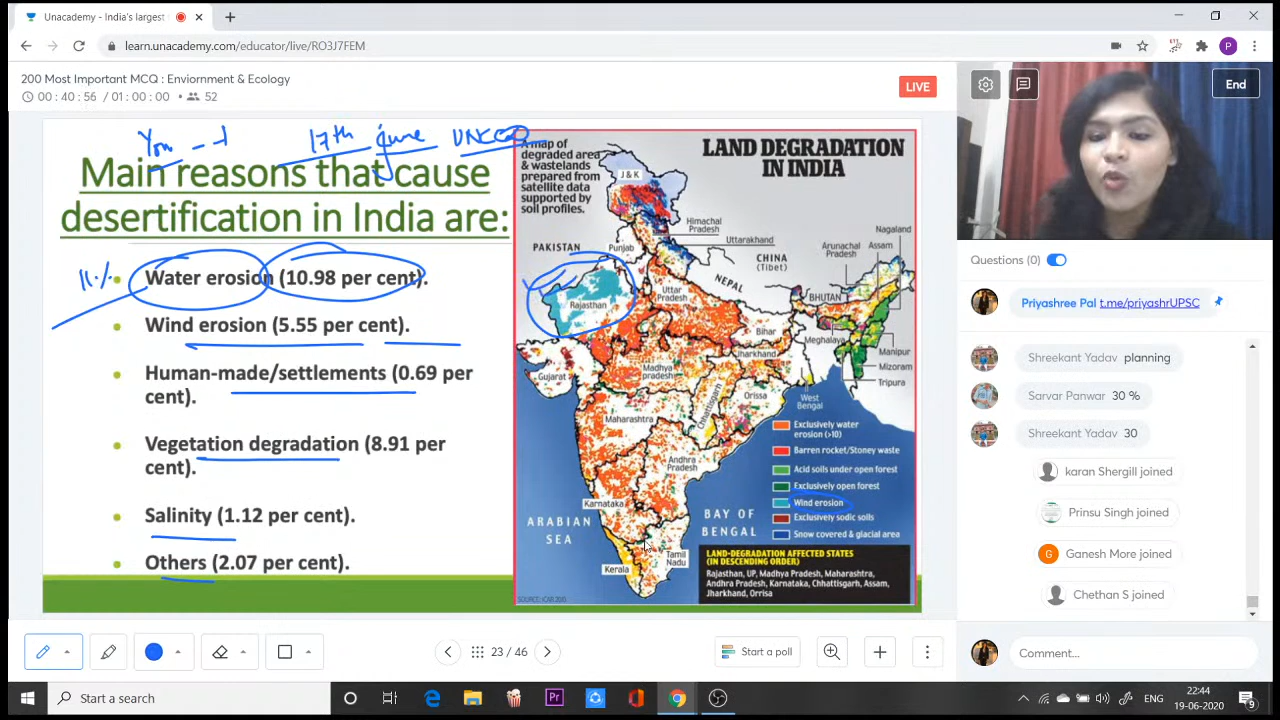 Unacademy - India's largest
learn.unacademy.com/educator/live/RO3J7FEM
200 Most Important MCQ : Enviornment & Ecology
00 : 40 : 56 / 01 : 00 : 00 • 52
LIVE
End
17th june
Main reasons that cause
desertification in India are:
11%
• Water erosion (10.98 per cent).
• Wind erosion (5.55 per cent).
• Human-made/settlements (0.69 per
cent).
• Vegetation degradation (8.91 per
cent).
• Salinity (1.12 per cent).
• Others (2.07 per cent).
A map of
degraded area
& wastelands
prepared from
satellite data
supported by
soil profiles.
LAND DEGRADATION
IN INDIA
J & K
Himachal
Pradesh
Uttarakhand
PAKISTAN
Punjab
CHINA
(Tibet)
Nagaland
Arunachal
Pradesh
Assam
NEPAL
BHUTAN
Rajasthan
Uttar
Pradesh
Bihar
Meghalaya
Jharkhand
Manipur
Mizoram
Tripura
Gujarat
Madhya
pradesh
Chhattisgarh
Orissa
West
Bengal
Maharashtra
Andhra
Pradesh
Karnataka
ARABIAN
SEA
BAY OF
BENGAL
Kerala
Tamil
Nadu
Exclusively water
erosion (>10)
Barren rocket/Stoney waste
Acid soils under open forest
Exclusively open forest
Wind erosion
Exclusively sodic soils
Snow covered & glacial area
LAND-DEGRADATION AFFECTED STATES
(IN DESCENDING ORDER)
Rajasthan, UP, Madhya Pradesh, Maharashtra,
Andhra Pradesh, Karnataka, Chhattisgarh, Assam,
Jharkhand, Orrisa
Questions (0)
Priyashree Pal t.me/priyashrUPSC
Shreekant Yadav planning
Sarvar Panwar 30 %
Shreekant Yadav 30
karan Shergill joined
Prinsu Singh joined
Ganesh More joined
G
Chethan S joined
23 / 46
Start a poll
Comment...
Start a search
Pr
ENG
22:44
19-06-2020